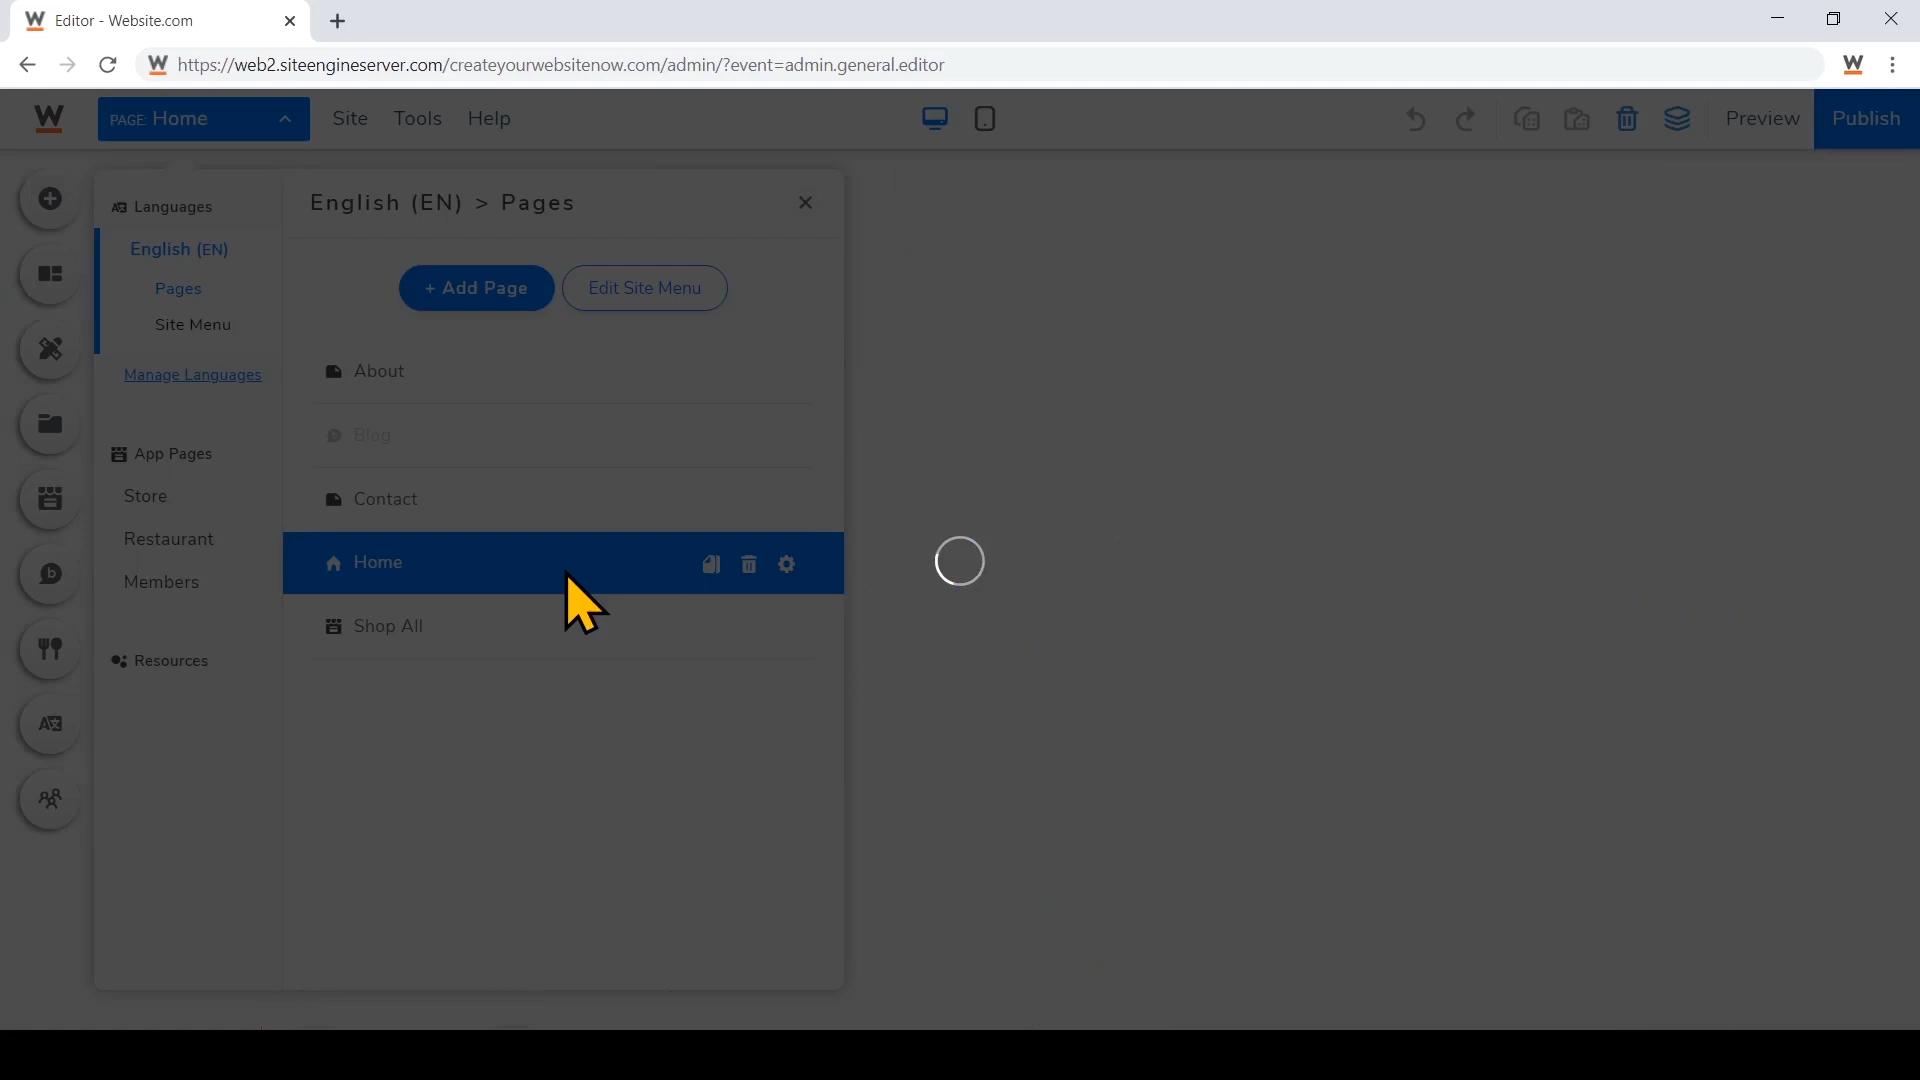 Editor - Website.com
https://web2.siteengineserver.com/createyourwebsitenow.com/admin/?event=admin.general.editor
W
PAGE: Home
Site
Tools
Help
Preview
Publish
Languages
English (EN)
Pages
Site Menu
Manage Languages
App Pages
Store
Restaurant
Members
Resources
English (EN) > Pages
+ Add Page
Edit Site Menu
About
Blog
Contact
Home
Shop All